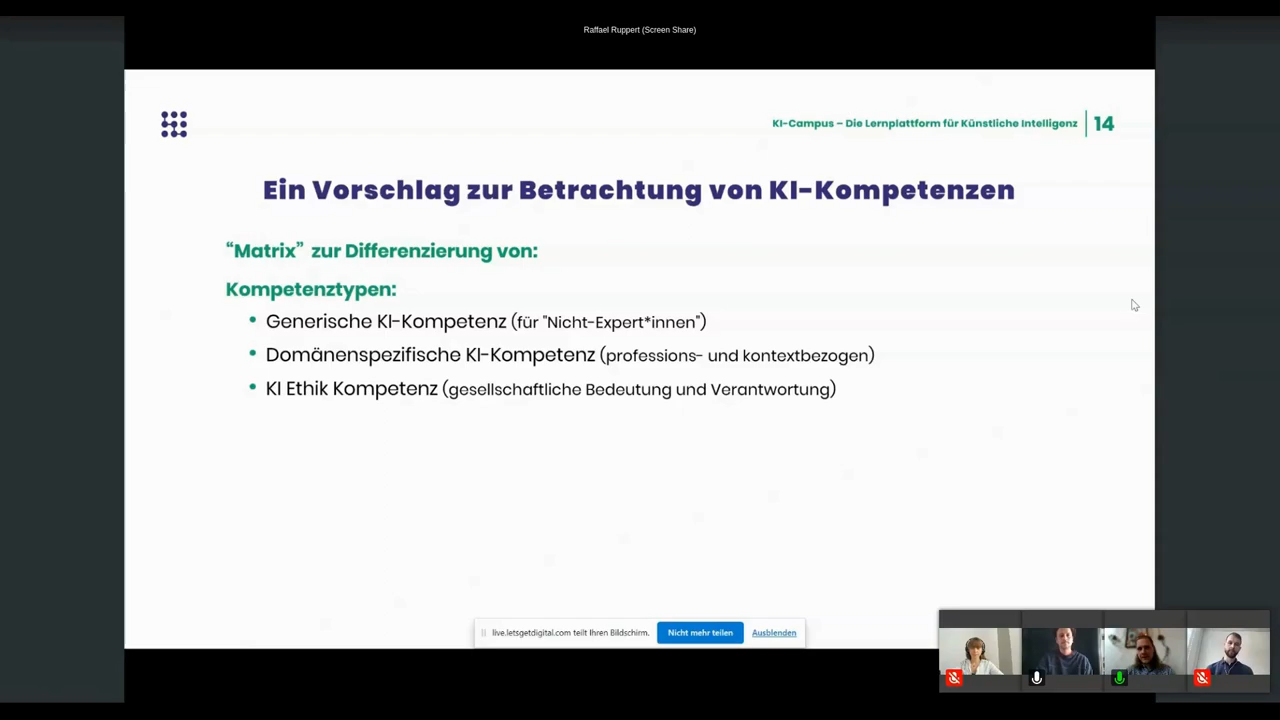 Raffael Ruppert (Screen Share)
KI-Campus – Die Lernplattform für Künstliche Intelligenz
14
Ein Vorschlag zur Betrachtung von KI-Kompetenzen
“Matrix” zur Differenzierung von:
Kompetenztypen:
• Generische KI-Kompetenz (für "Nicht-Expert*innen")
• Domänenspezifische KI-Kompetenz (professions- und kontextbezogen)
• KI Ethik Kompetenz (gesellschaftliche Bedeutung und Verantwortung)
live.letsgetdigital.com teilt Ihren Bildschirm.
Nicht mehr teilen
Ausblenden